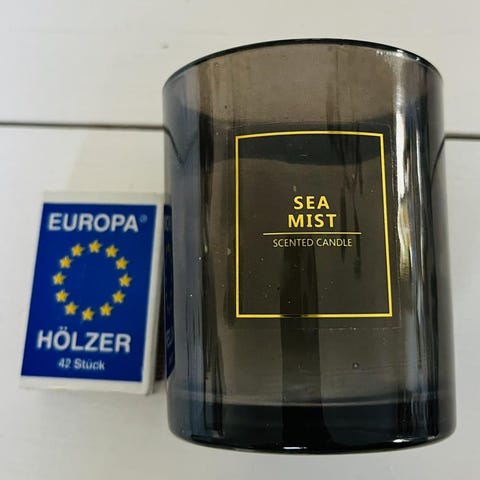 EUROPA®
HÖLZER
42 Stück
SEA
MIST
SCENTED CANDLE